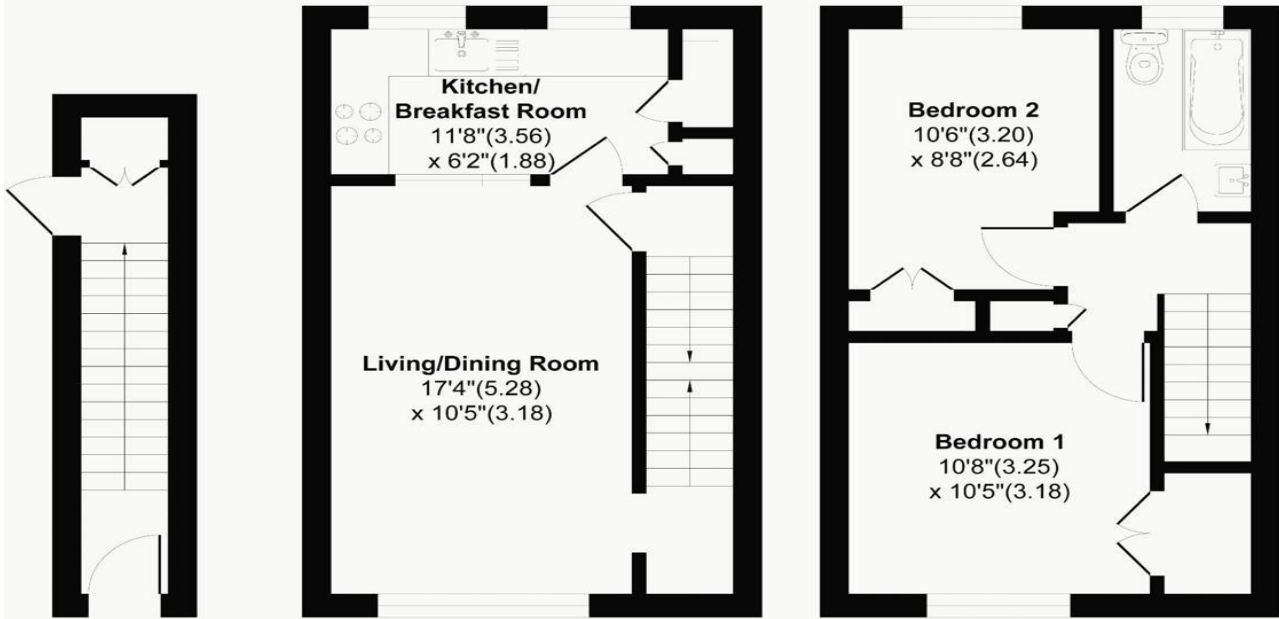 Kitchen/
Breakfast Room
11'8"(3.56)
x 6'2"(1.88)
Living/Dining Room
17'4"(5.28)
x 10'5"(3.18)
Bedroom 2
10'6"(3.20)
x 8'8"(2.64)
Bedroom 1
10'8"(3.25)
x 10'5"(3.18)